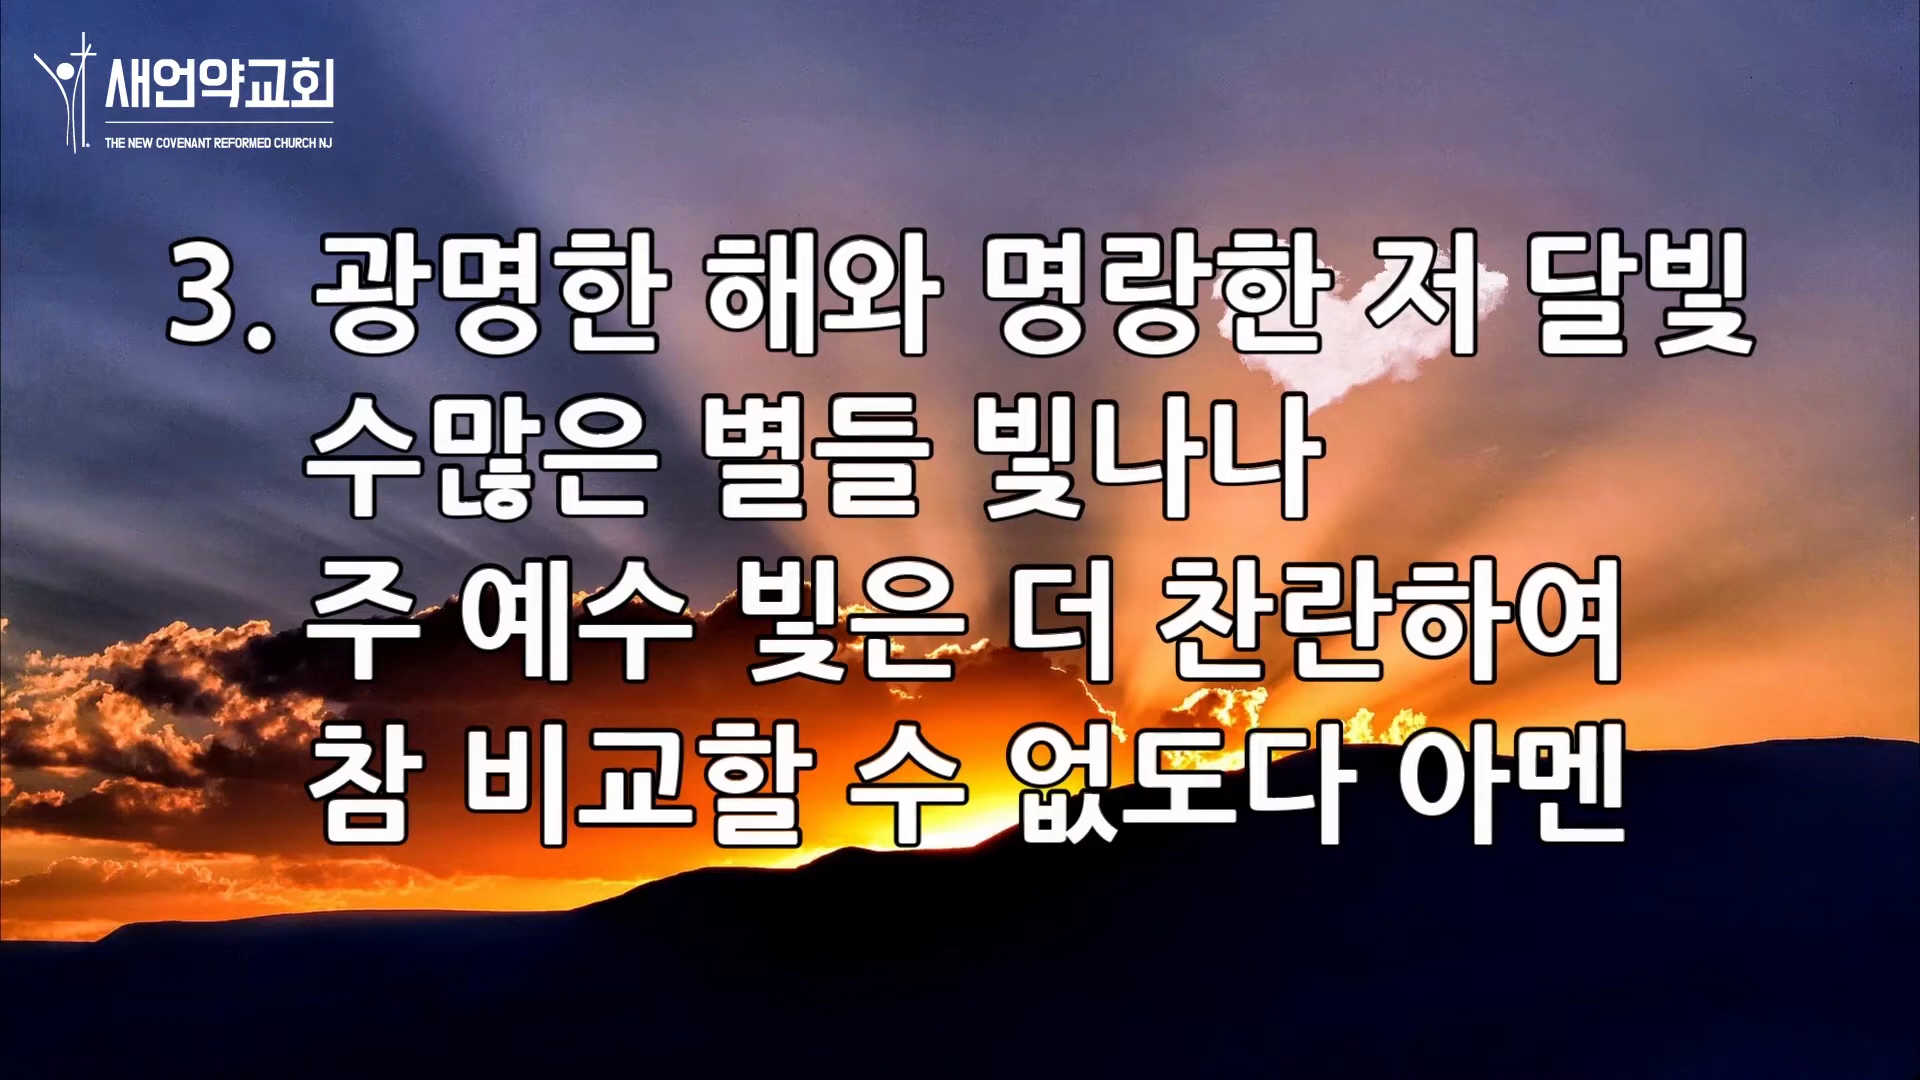 새언약교회
THE NEW COVENANT REFORMED CHURCH NJ
3. 광명한 해와 명랑한 저 달빛
수많은 별들 빛나나
주 예수 빛은 더 찬란하여
참 비교할 수 없도다 아멘